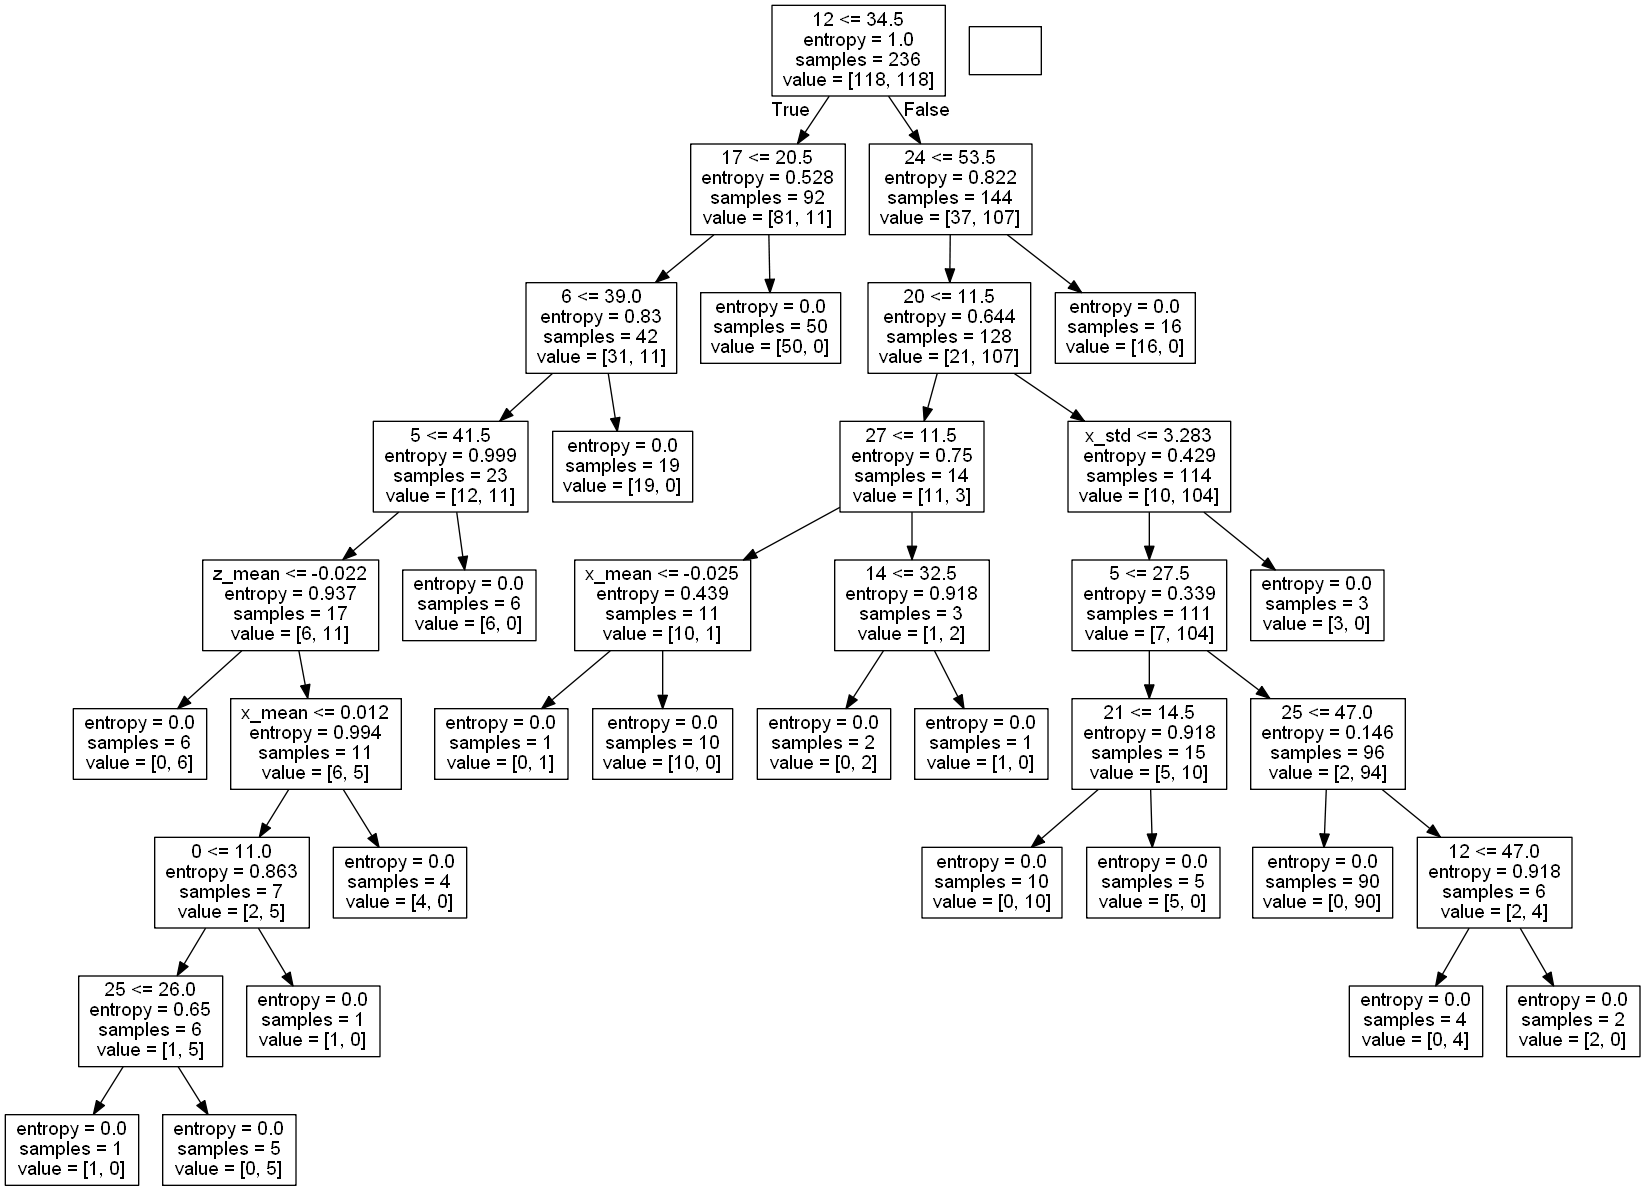 12 <= 34.5
entropy = 1.0
samples = 236
value = [118, 118]
True
False
17 <= 20.5
entropy = 0.528
samples = 92
value = [81, 11]
24 <= 53.5
entropy = 0.822
samples = 144
value = [37, 107]
6 <= 39.0
entropy = 0.83
samples = 42
value = [31, 11]
entropy = 0.0
samples = 50
value = [50, 0]
20 <= 11.5
entropy = 0.644
samples = 128
value = [21, 107]
entropy = 0.0
samples = 16
value = [16, 0]
5 <= 41.5
entropy = 0.999
samples = 23
value = [12, 11]
entropy = 0.0
samples = 19
value = [19, 0]
27 <= 11.5
entropy = 0.75
samples = 14
value = [11, 3]
x_std <= 3.283
entropy = 0.429
samples = 114
value = [10, 104]
z_mean <= -0.022
entropy = 0.937
samples = 17
value = [6, 11]
entropy = 0.0
samples = 6
value = [6, 0]
x_mean <= -0.025
entropy = 0.439
samples = 11
value = [10, 1]
14 <= 32.5
entropy = 0.918
samples = 3
value = [1, 2]
5 <= 27.5
entropy = 0.339
samples = 111
value = [7, 104]
entropy = 0.0
samples = 3
value = [3, 0]
entropy = 0.0
samples = 6
value = [0, 6]
x_mean <= 0.012
entropy = 0.994
samples = 11
value = [6, 5]
entropy = 0.0
samples = 1
value = [0, 1]
entropy = 0.0
samples = 10
value = [10, 0]
entropy = 0.0
samples = 2
value = [0, 2]
entropy = 0.0
samples = 1
value = [1, 0]
21 <= 14.5
entropy = 0.918
samples = 15
value = [5, 10]
25 <= 47.0
entropy = 0.146
samples = 96
value = [2, 94]
0 <= 11.0
entropy = 0.863
samples = 7
value = [2, 5]
entropy = 0.0
samples = 4
value = [4, 0]
entropy = 0.0
samples = 10
value = [0, 10]
entropy = 0.0
samples = 5
value = [5, 0]
entropy = 0.0
samples = 90
value = [0, 90]
12 <= 47.0
entropy = 0.918
samples = 6
value = [2, 4]
25 <= 26.0
entropy = 0.65
samples = 6
value = [1, 5]
entropy = 0.0
samples = 1
value = [1, 0]
entropy = 0.0
samples = 4
value = [0, 4]
entropy = 0.0
samples = 2
value = [2, 0]
entropy = 0.0
samples = 1
value = [1, 0]
entropy = 0.0
samples = 5
value = [0, 5]